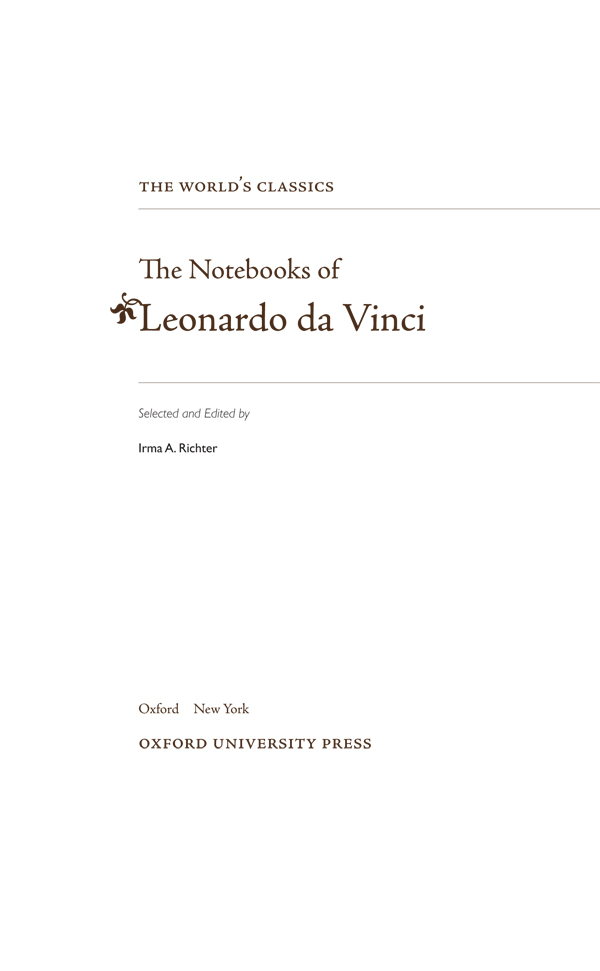 THE WORLD'S CLASSICS
The Notebooks of
Leonardo da Vinci
Selected and Edited by
Irma A. Richter
Oxford New York
OXFORD UNIVERSITY PRESS